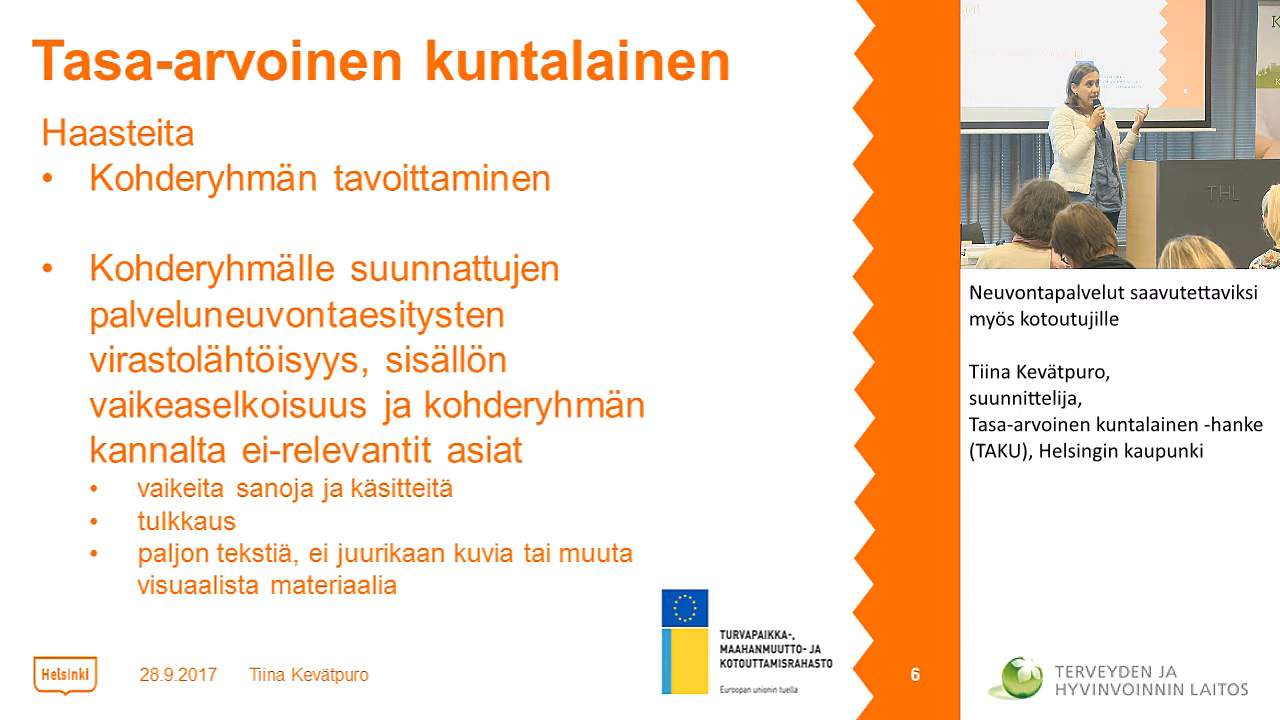 Tasa-arvoinen kuntalainen
Haasteita
• Kohderyhmän tavoittaminen
• Kohderyhmälle suunnattujen
palveluneuvontaesitysten
virastolähtöisyys, sisällön
vaikeaselkoisuus ja kohderyhmän
kannalta ei-relevantit asiat
• vaikeita sanoja ja käsitteitä
• tulkkaus
• paljon tekstiä, ei juurikaan kuvia tai muuta
visuaalista materiaalia
Helsinki
28.9.2017 Tiina Kevätpuro
TURVAPAIKKA-,
MAAHANMUUTTO- JA
KOTOUTTAMISRAHASTO
Euroopan unionin tuella
6
THL
Neuvontapalvelut saavutettaviksi
myös kotoutujille
Tiina Kevätpuro,
suunnittelija,
Tasa-arvoinen kuntalainen -hanke
(TAKU), Helsingin kaupunki
TERVEYDEN JA
HYVINVOINNIN LAITOS